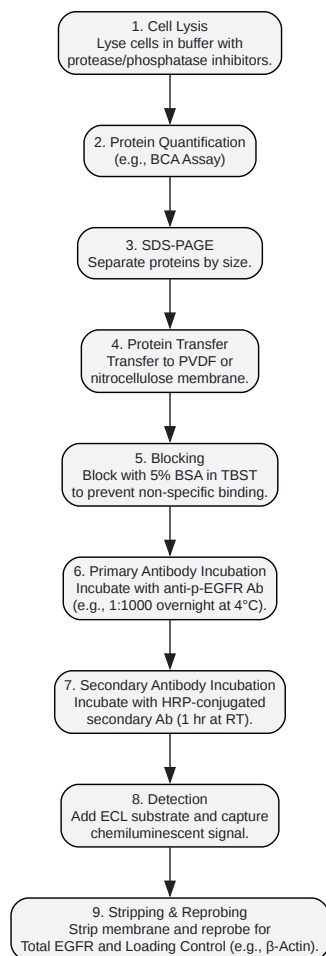 1. Cell Lysis
Lyse cells in buffer with
protease/phosphatase inhibitors.
2. Protein Quantification
(e.g., BCA Assay)
3. SDS-PAGE
Separate proteins by size.
4. Protein Transfer
Transfer to PVDF or
nitrocellulose membrane.
5. Blocking
Block with 5% BSA in TBST
to prevent non-specific binding.
6. Primary Antibody Incubation
Incubate with anti-p-EGFR Ab
(e.g., 1:1000 overnight at 4°C).
7. Secondary Antibody Incubation
Incubate with HRP-conjugated
secondary Ab (1 hr at RT).
8. Detection
Add ECL substrate and capture
chemiluminescent signal.
9. Stripping & Reprobing
Strip membrane and reprobe for
Total EGFR and Loading Control (e.g., β-Actin).